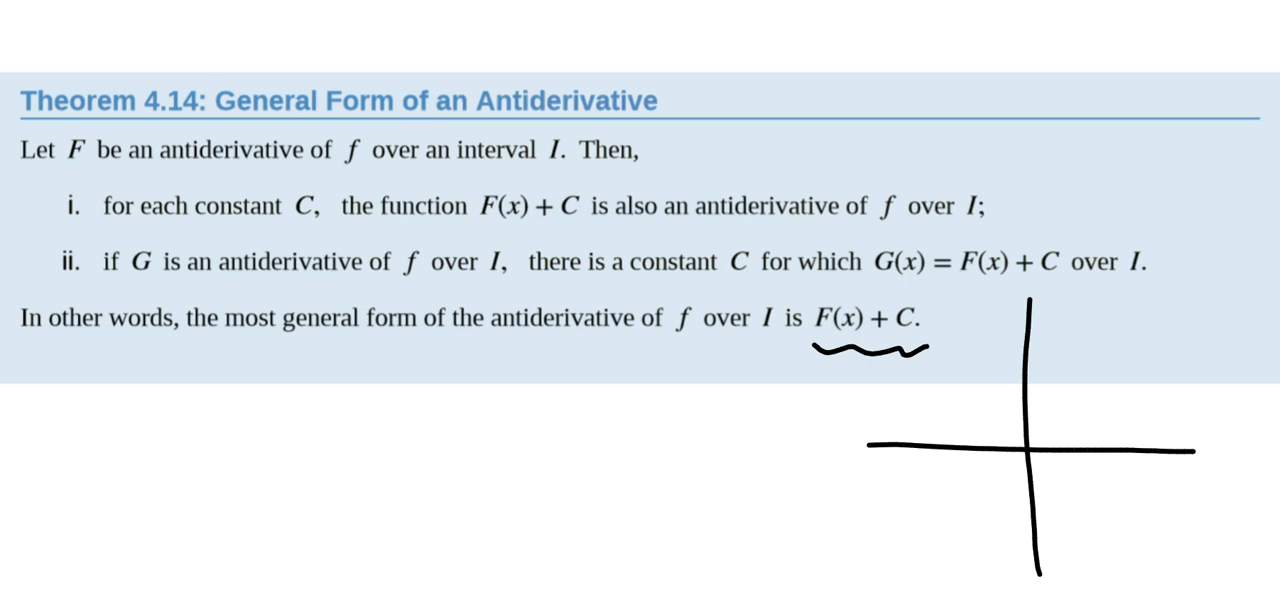 Theorem 4.14: General Form of an Antiderivative
Let F be an antiderivative of f over an interval I. Then,
i. for each constant C, the function F(x) + C is also an antiderivative of f over I;
ii. if G is an antiderivative of f over I, there is a constant C for which G(x) = F(x) + C over I.
In other words, the most general form of the antiderivative of f over I is F(x) + C.